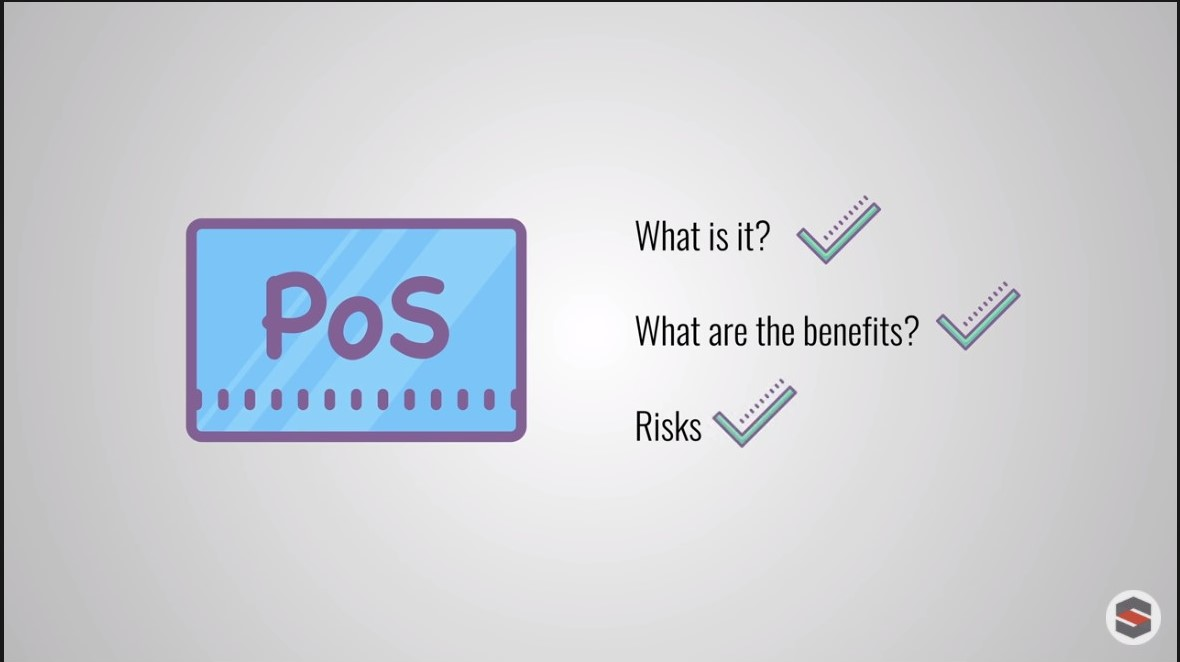 PoS
What is it?
What are the benefits?
Risks